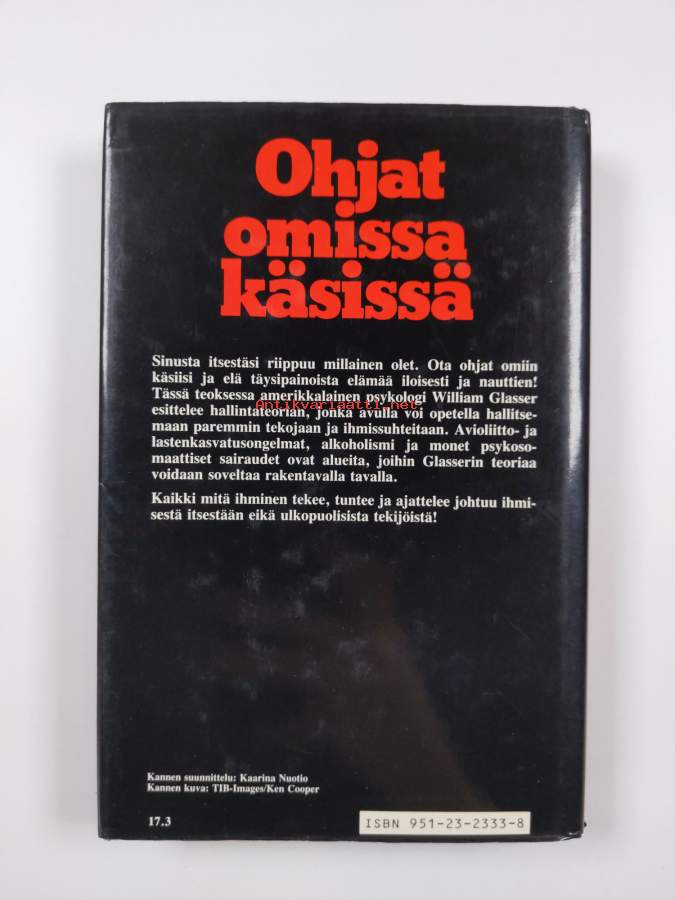 Ohjat
omissa
käsissä
Sinusta itsestäsi riippuu millainen olet. Ota ohjat omiin
käsiisi ja elä täysipainoista elämää iloisesti ja nauttien!
Tässä teoksessa amerikkalainen psykologi William Glasser
Antikvariaatti.net
esittelee hallintateorian, jonka avulla voi opetella hallitse-
maan paremmin tekojaan ja ihmissuhteitaan. Avioliitto- ja
lastenkasvatusongelmat, alkoholismi ja monet psykoso-
maattiset sairaudet ovat alueita, joihin Glasserin teoriaa
voidaan soveltaa rakentavalla tavalla.
Kaikki mitä ihminen tekee, tuntee ja ajattelee johtuu ihmi-
sestä itsestään eikä ulkopuolisista tekijöistä!
Kannen suunnittelu: Kaarina Nuotio
Kannen kuva: TIB-Images/Ken Cooper
17.3
ISBN 951-23-2333-8